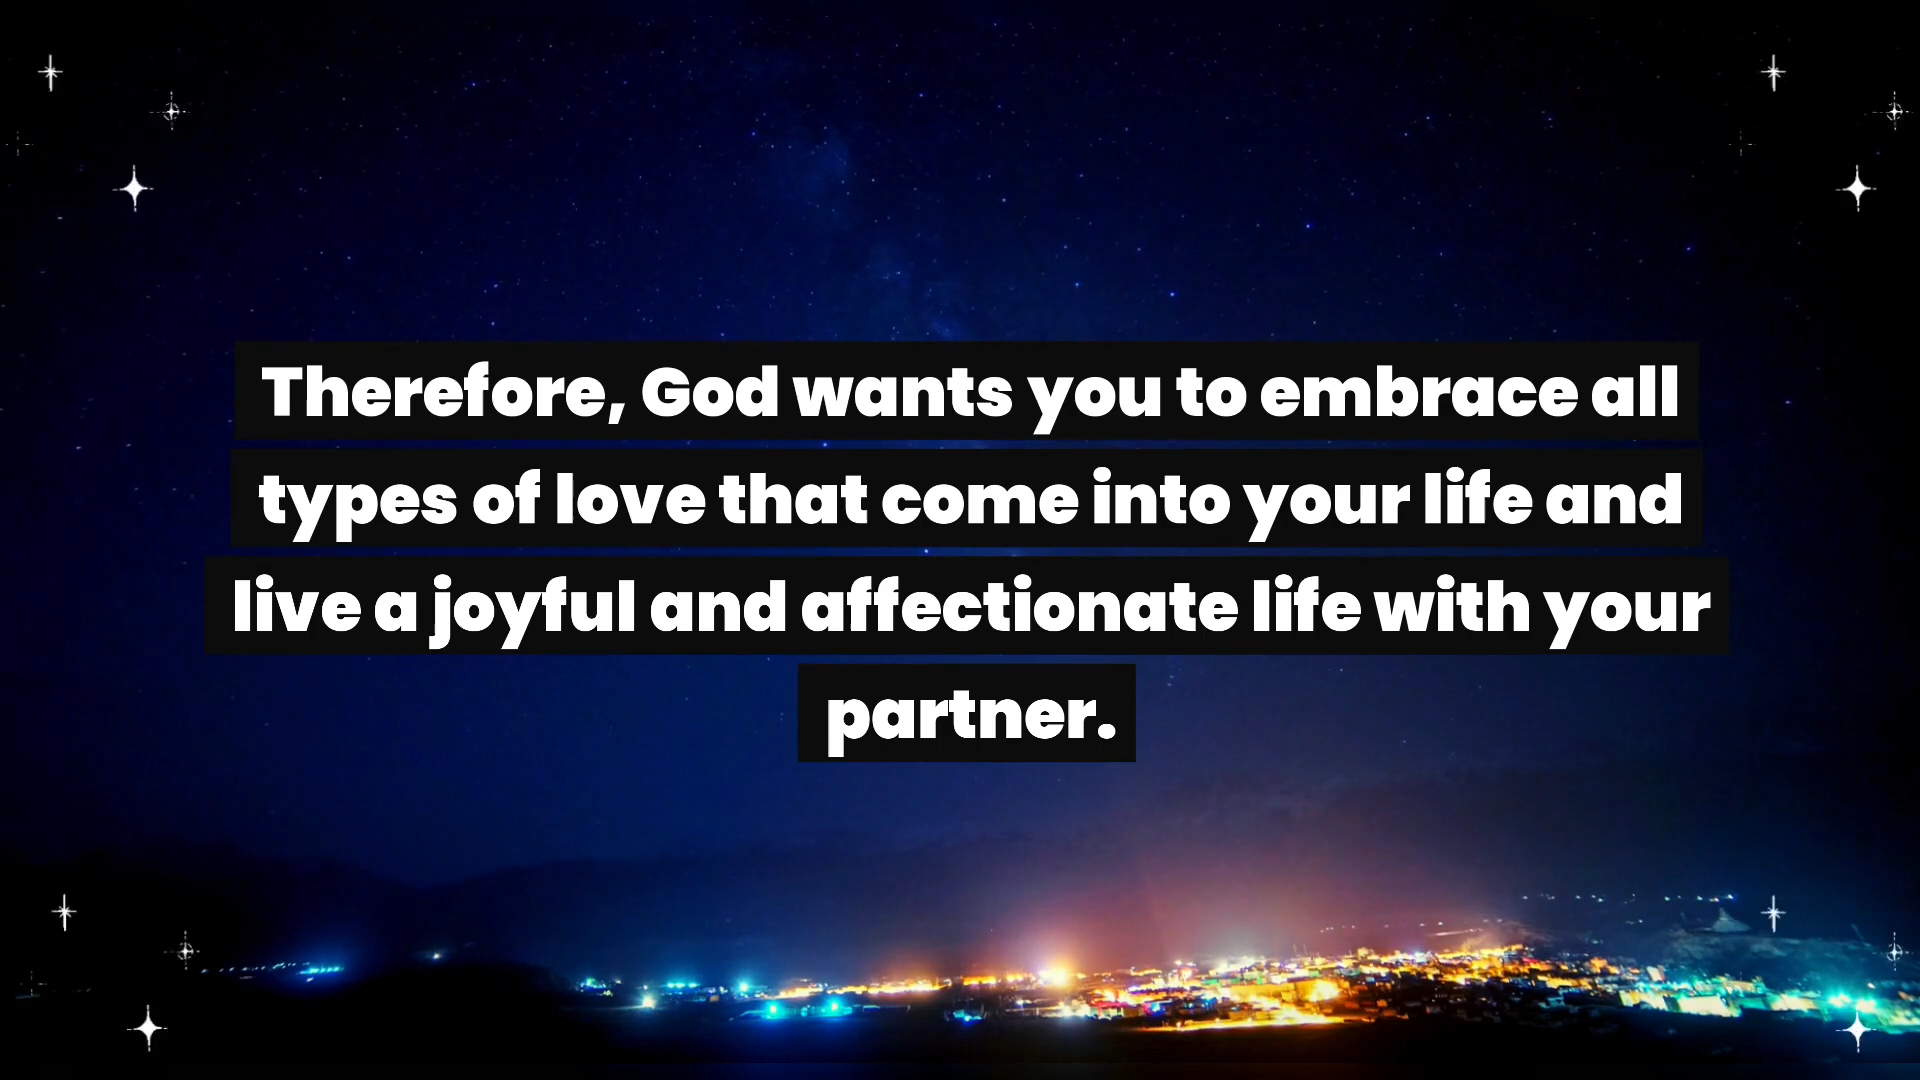 Therefore, God wants you to embrace all
types of love that come into your life and
live a joyful and affectionate life with your
partner.